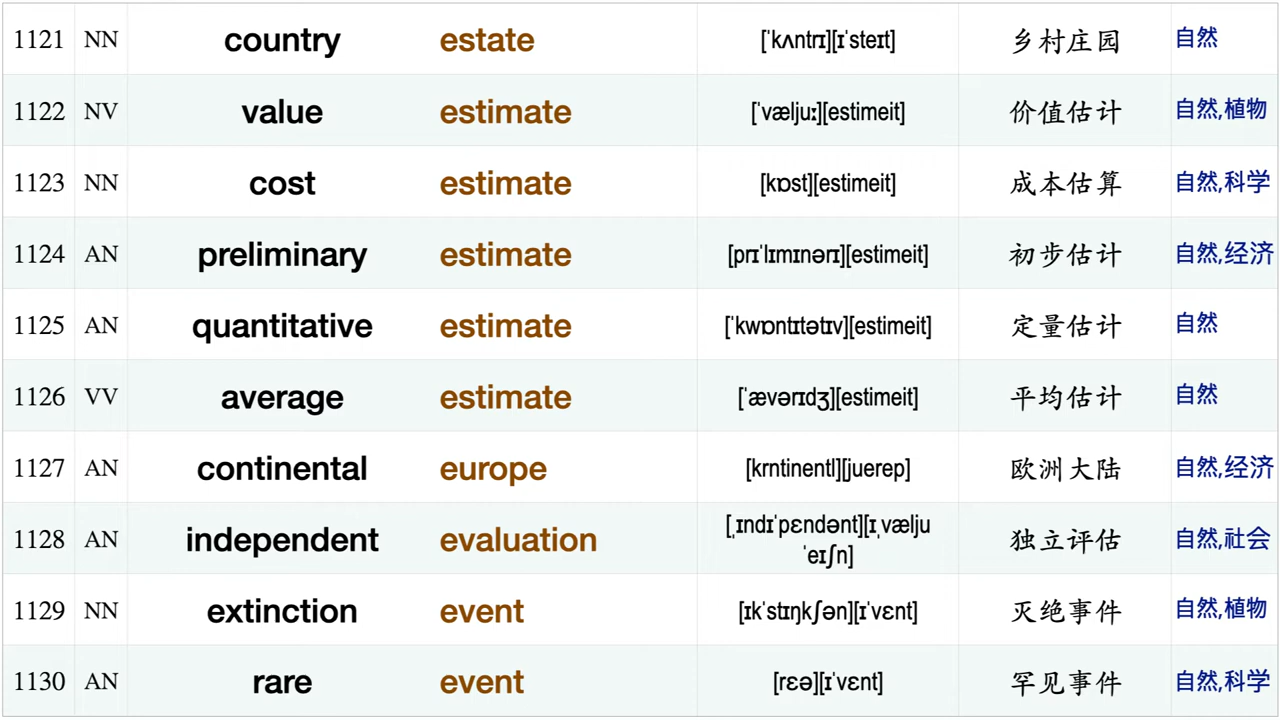 1121 NN country estate [ˈkʌntrɪ][ɪˈsteɪt] 乡村庄园 自然
1122 NV value estimate [ˈvæljuː][estimeit] 价值估计 自然,植物
1123 NN cost estimate [kɒst][estimeit] 成本估算 自然,科学
1124 AN preliminary estimate [prɪˈlɪmɪnərɪ][estimeit] 初步估计 自然,经济
1125 AN quantitative estimate [ˈkwɒntɪtətɪv][estimeit] 定量估计 自然
1126 VV average estimate [ˈævərɪdʒ][estimeit] 平均估计 自然
1127 AN continental europe [krntinentl][juerep] 欧洲大陆 自然,经济
1128 AN independent evaluation [ˌɪndɪˈpɛndənt][ɪˌvælju
ˈeɪʃn] 独立评估 自然,社会
1129 NN extinction event [ɪkˈstɪŋkʃən][ɪˈvɛnt] 灭绝事件 自然,植物
1130 AN rare event [rɛə][ɪˈvɛnt] 罕见事件 自然,科学